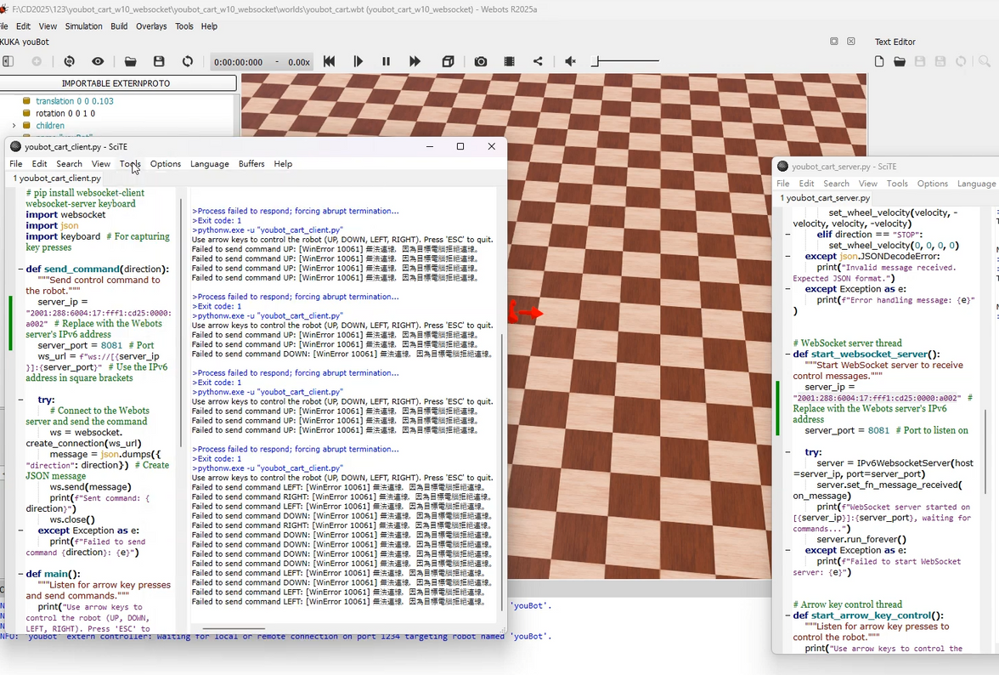 F:\CD2025\123\youbot_cart_w10_websocket\youbot_cart_w10_websocket\worlds\youbot_cart.wbt (youbot_cart_w10_websocket) - Webots R2025a
ile Edit View Simulation Build Overlays Tools Help
KUKA youBot
Text Editor
0:00:00:000 - 0.00x
IMPORTABLE EXTERNPROTO
translation 0 0 0.103
rotation 0 0 1 0
children
youbot_cart_client.py - SciTE
File Edit Search View Tools Options Language Buffers Help
1 youbot_cart_client.py
# pip install websocket-client
websocket-server keyboard
import websocket
import json
import keyboard # For capturing
key presses
def send_command(direction):
"""Send control command to
the robot."""
server_ip =
"2001:288:6004:17:fff1:cd25:0000:
a002" # Replace with the Webots
server's IPv6 address
server_port = 8081 # Port
ws_url = f"ws://[{server_ip
}]:{server_port}" # Use the IPv6
address in square brackets
try:
# Connect to the Webots
server and send the command
ws = websocket.
create_connection(ws_url)
message = json.dumps({
"direction": direction}) # Create
JSON message
ws.send(message)
print(f"Sent command: {
direction}")
ws.close()
except Exception as e:
print(f"Failed to send
command {direction}: {e}")
def main():
"""Listen for arrow key presses
and send commands."""
print("Use arrow keys to
control the robot (UP, DOWN,
LEFT, RIGHT). Press 'ESC' to
>Process failed to respond; forcing abrupt termination...
>Exit code: 1
>pythonw.exe -u "youbot_cart_client.py"
Use arrow keys to control the robot (UP, DOWN, LEFT, RIGHT). Press 'ESC' to quit.
Failed to send command UP: [WinError 10061] 無法連線，因為目標電腦拒絕連線。
Failed to send command UP: [WinError 10061] 無法連線，因為目標電腦拒絕連線。
Failed to send command UP: [WinError 10061] 無法連線，因為目標電腦拒絕連線。
Failed to send command UP: [WinError 10061] 無法連線，因為目標電腦拒絕連線。
>Process failed to respond; forcing abrupt termination...
>Exit code: 1
>pythonw.exe -u "youbot_cart_client.py"
Use arrow keys to control the robot (UP, DOWN, LEFT, RIGHT). Press 'ESC' to quit.
Failed to send command UP: [WinError 10061] 無法連線，因為目標電腦拒絕連線。
Failed to send command UP: [WinError 10061] 無法連線，因為目標電腦拒絕連線。
Failed to send command DOWN: [WinError 10061] 無法連線，因為目標電腦拒絕連線。
>Process failed to respond; forcing abrupt termination...
>Exit code: 1
>pythonw.exe -u "youbot_cart_client.py"
Use arrow keys to control the robot (UP, DOWN, LEFT, RIGHT). Press 'ESC' to quit.
Failed to send command UP: [WinError 10061] 無法連線，因為目標電腦拒絕連線。
Failed to send command UP: [WinError 10061] 無法連線，因為目標電腦拒絕連線。
Failed to send command UP: [WinError 10061] 無法連線，因為目標電腦拒絕連線。
>Process failed to respond; forcing abrupt termination...
>Exit code: 1
>pythonw.exe -u "youbot_cart_client.py"
Use arrow keys to control the robot (UP, DOWN, LEFT, RIGHT). Press 'ESC' to quit.
Failed to send command LEFT: [WinError 10061] 無法連線，因為目標電腦拒絕連線。
Failed to send command RIGHT: [WinError 10061] 無法連線，因為目標電腦拒絕連線。
Failed to send command LEFT: [WinError 10061] 無法連線，因為目標電腦拒絕連線。
Failed to send command DOWN: [WinError 10061] 無法連線，因為目標電腦拒絕連線。
Failed to send command RIGHT: [WinError 10061] 無法連線，因為目標電腦拒絕連線。
Failed to send command DOWN: [WinError 10061] 無法連線，因為目標電腦拒絕連線。
Failed to send command DOWN: [WinError 10061] 無法連線，因為目標電腦拒絕連線。
Failed to send command DOWN: [WinError 10061] 無法連線，因為目標電腦拒絕連線。
Failed to send command DOWN: [WinError 10061] 無法連線，因為目標電腦拒絕連線。
Failed to send command LEFT: [WinError 10061] 無法連線，因為目標電腦拒絕連線。
Failed to send command DOWN: [WinError 10061] 無法連線，因為目標電腦拒絕連線。
Failed to send command LEFT: [WinError 10061] 無法連線，因為目標電腦拒絕連線。
Failed to send command LEFT: [WinError 10061] 無法連線，因為目標電腦拒絕連線。
'youBot'.
INFO: 'youBot' extern controller: Waiting for local or remote connection on port 1234 targeting robot named 'youBot'.
youbot_cart_server.py - SciTE
File Edit Search View Tools Options Language
1 youbot_cart_server.py
set_wheel_velocity(velocity, -
velocity, velocity, -velocity)
elif direction == "STOP":
set_wheel_velocity(0, 0, 0, 0)
except json.JSONDecodeError:
print("Invalid message received.
Expected JSON format.")
except Exception as e:
print(f"Error handling message: {e}"
)
# WebSocket server thread
def start_websocket_server():
"""Start WebSocket server to receive
control messages."""
server_ip =
"2001:288:6004:17:fff1:cd25:0000:a002" #
Replace with the Webots server's IPv6
address
server_port = 8081 # Port to listen on
try:
server = IPv6WebsocketServer(host
=server_ip, port=server_port)
server.set_fn_message_received(
on_message)
print(f"WebSocket server started on
[{server_ip}]:{server_port}, waiting for
commands...")
server.run_forever()
except Exception as e:
print(f"Failed to start WebSocket
server: {e}")
# Arrow key control thread
def start_arrow_key_control():
"""Listen for arrow key presses to
control the robot."""
print("Use arrow keys to control the